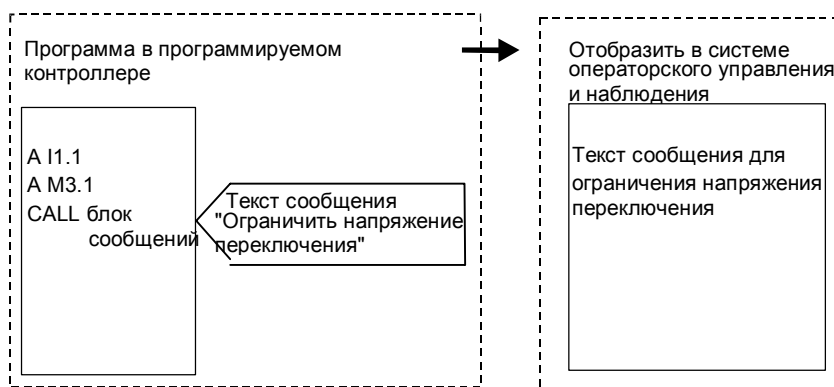 Программа в программируемом
контроллере
A I1.1
A M3.1
CALL блок
сообщений
Текст сообщения
"Ограничить напряжение
переключения"
Отобразить в системе
операторского управления
и наблюдения
Текст сообщения для
ограничения напряжения
переключения